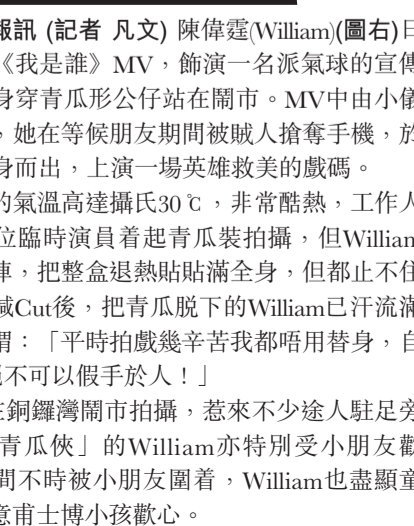 報訊 (記者 凡文) 陳偉霆(William)(圖右)日
《我是誰》MV，飾演一名派氣球的宣傳
身穿青瓜形公仔站在鬧市。MV中由小儀
，她在等候朋友期間被賊人搶奪手機，於
身而出，上演一場英雄救美的戲碼。
的氣溫高達攝氏30℃，非常酷熱，工作人
位臨時演員着起青瓜裝拍攝，但William
陣，把整盒退熱貼貼滿全身，但都止不住
喊Cut後，把青瓜脱下的William已汗流滿
謂：「平時拍戲幾辛苦我都唔用替身，自
不可以假手於人！」
銅鑼灣鬧市拍攝，惹來不少途人駐足旁
青瓜俠」的William亦特別受小朋友歡
間不時被小朋友圍着，William也盡顯童
意甫士博小孩歡心。